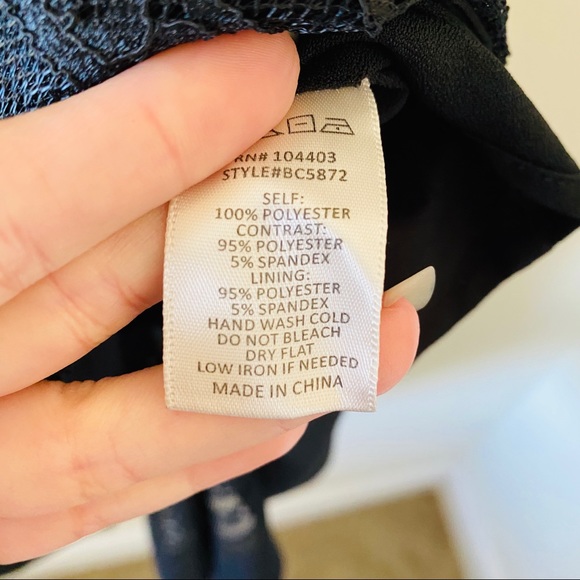 RN# 104403
STYLE#BC5872
SELF:
100% POLYESTER
CONTRAST:
95% POLYESTER
5% SPANDEX
LINING:
95% POLYESTER
5% SPANDEX
HAND WASH COLD
DO NOT BLEACH
DRY FLAT
LOW IRON IF NEEDED
MADE IN CHINA